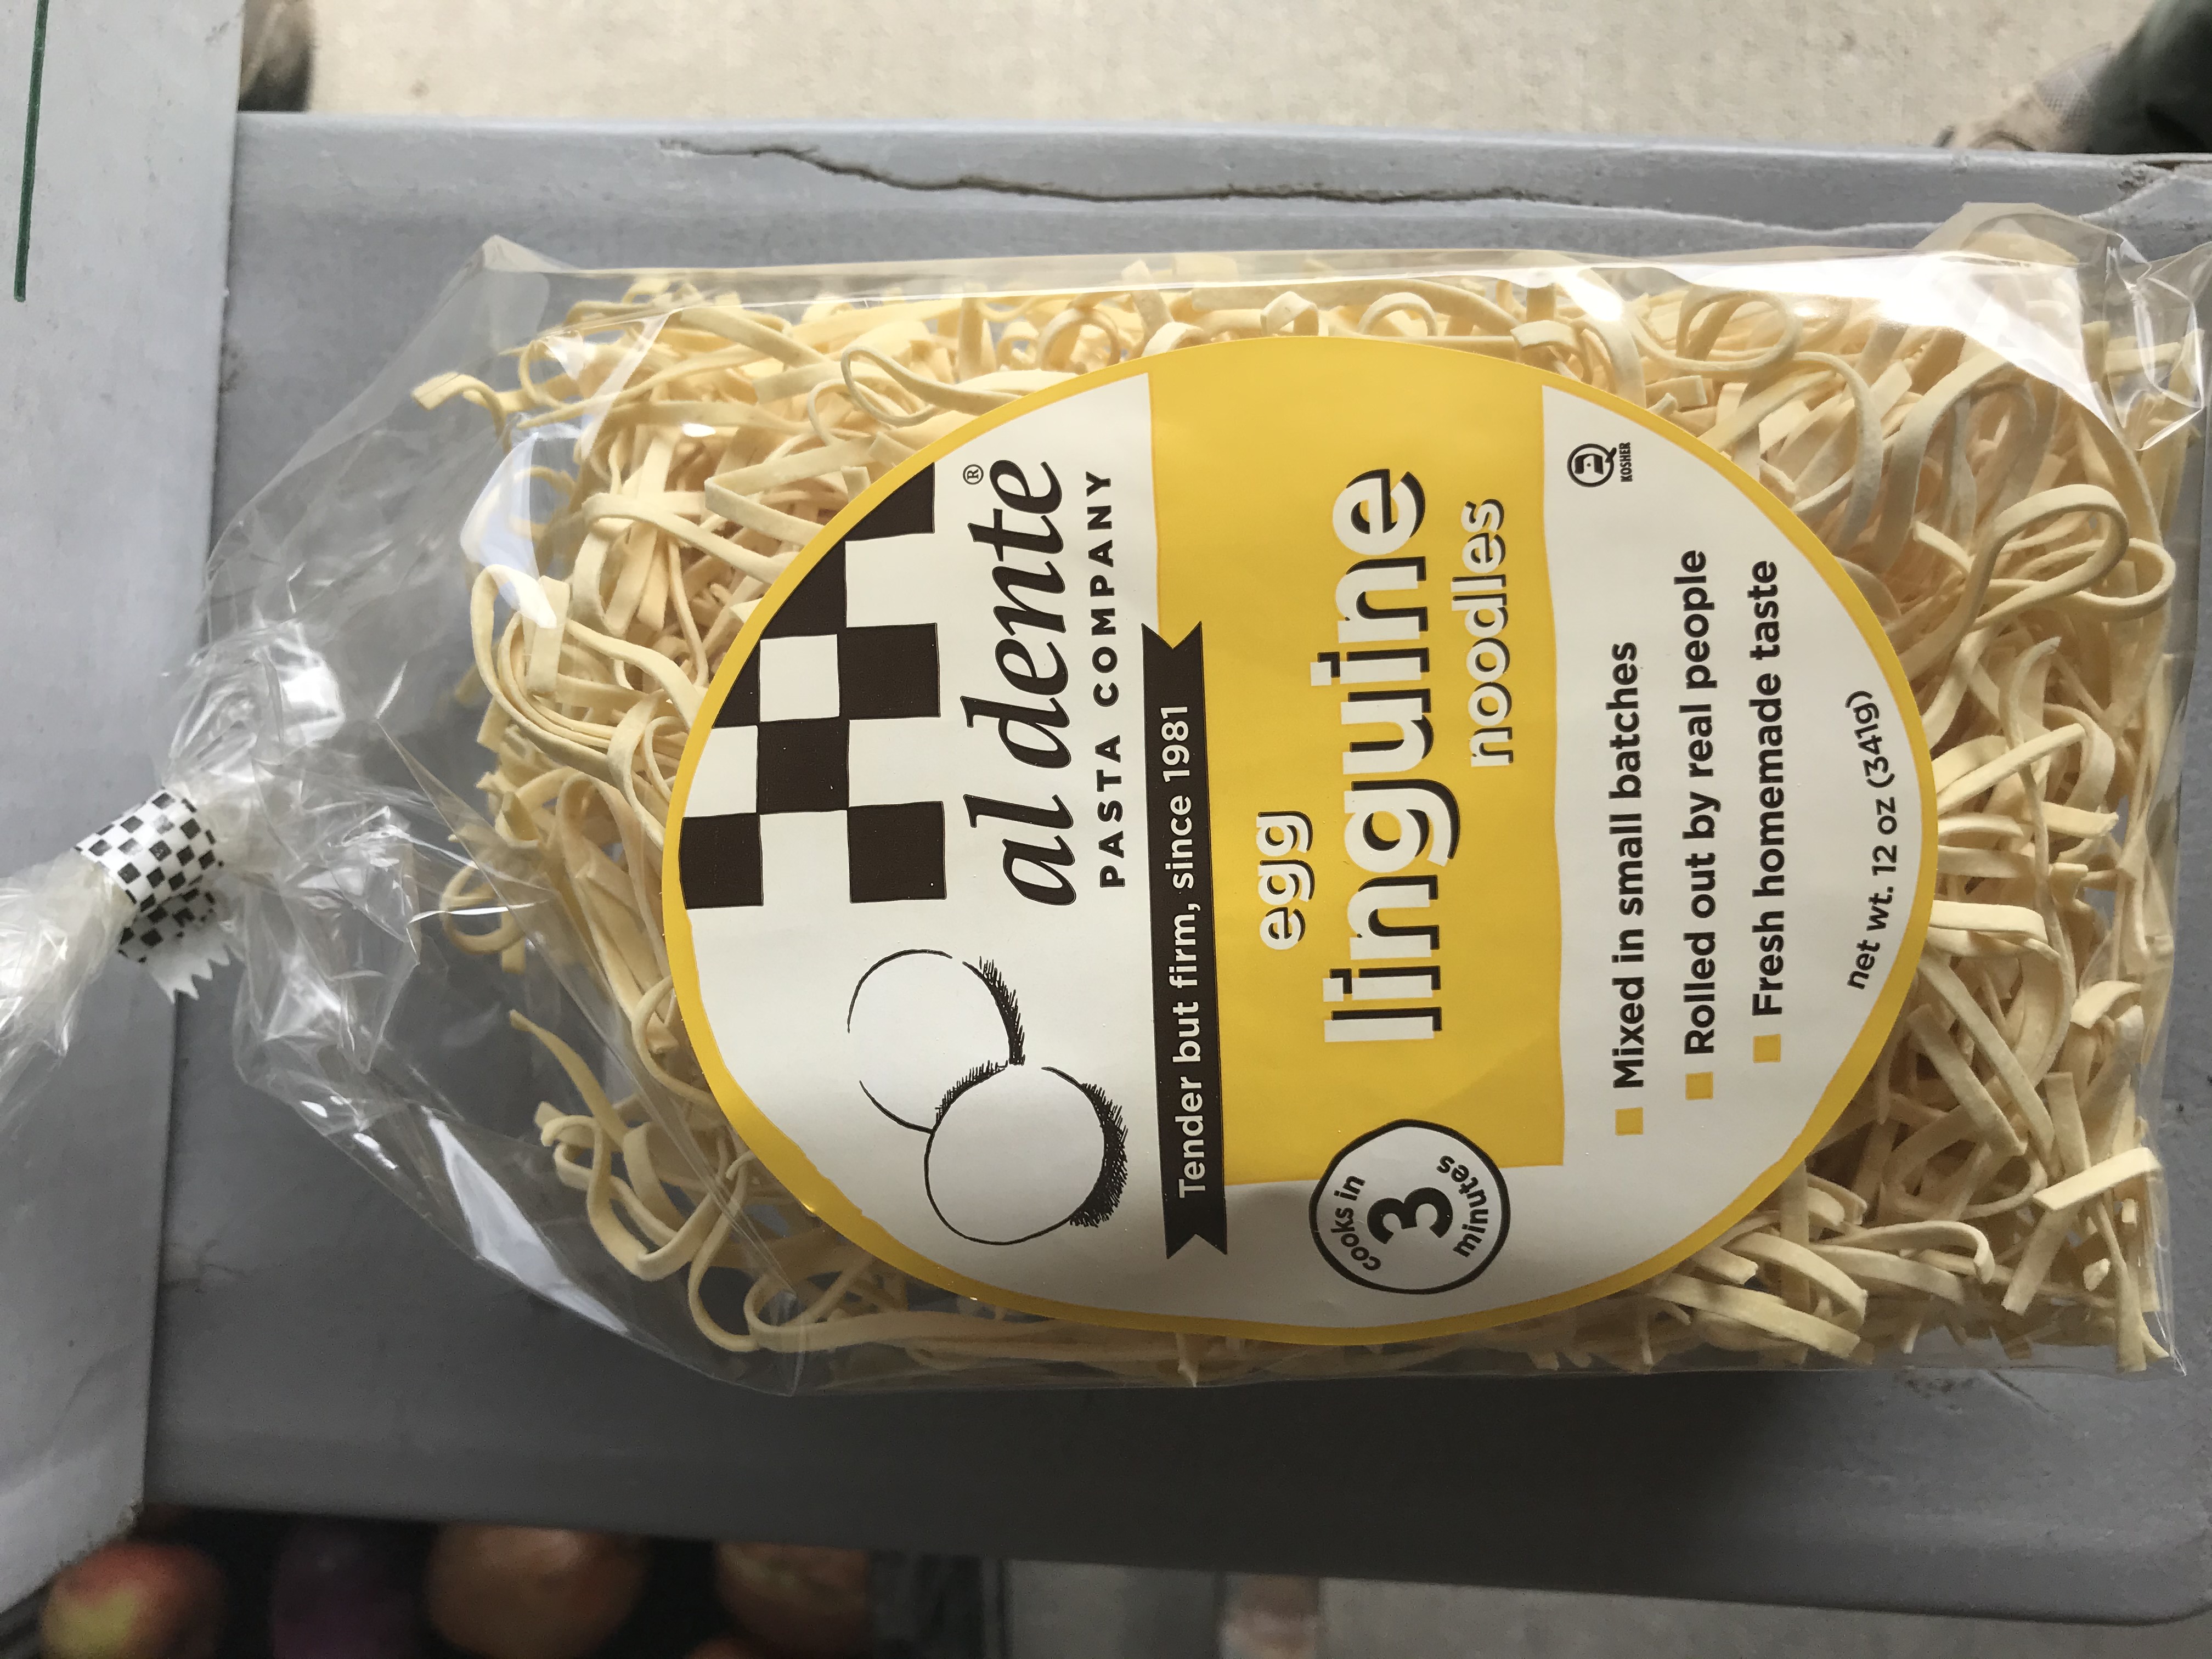 al dente®
PASTA COMPANY
Tender but firm, since 1981
egg
linguine
noodles
cooks in
3
minutes
KOSHER
Mixed in small batches
Rolled out by real people
Fresh homemade taste
net wt. 12 oz (341g)